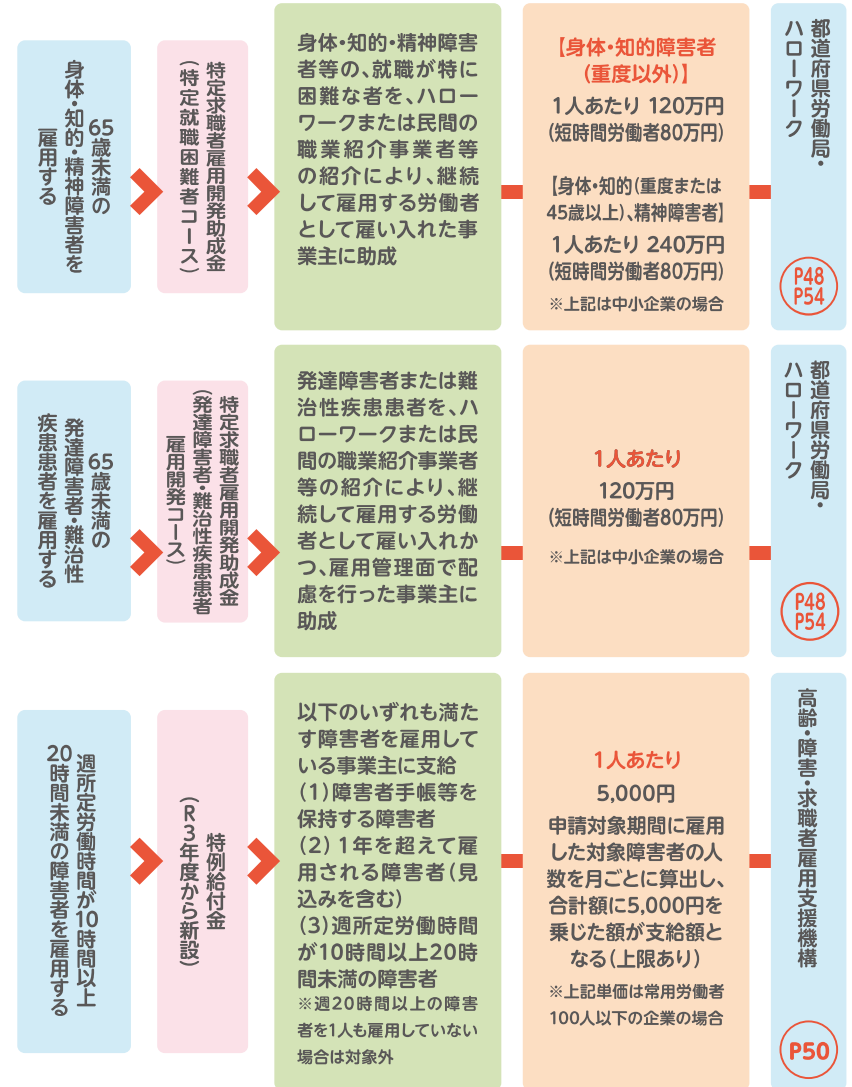 65歳未満の
身体・知的・精神障害者を
雇用する
特定求職者雇用開発助成金
(特定就職困難者コース)
身体・知的・精神障害
者等の、就職が特に
困難な者を、ハロー
ワークまたは民間の
職業紹介事業者等
の紹介により、継続
して雇用する労働者
として雇い入れた事
業主に助成
【身体・知的障害者
(重度以外)】
1人あたり 120万円
(短時間労働者80万円)
【身体・知的(重度または
45歳以上)、精神障害者】
1人あたり 240万円
(短時間労働者80万円)
※上記は中小企業の場合
都道府県労働局・
ハローワーク
P48
P54
65歳未満の
発達障害者・難治性
疾患患者を雇用する
特定求職者雇用開発助成金
(発達障害者・難治性疾患患者
雇用開発コース)
発達障害者または難
治性疾患患者を、ハ
ローワークまたは民
間の職業紹介事業者
等の紹介により、継
続して雇用する労働
者として雇い入れか
つ、雇用管理面で配
慮を行った事業主に
助成
1人あたり
120万円
(短時間労働者80万円)
※上記は中小企業の場合
都道府県労働局・
ハローワーク
P48
P54
週所定労働時間が10時間以上
20時間未満の障害者を雇用する
特例給付金
(R3年度から新設)
以下のいずれも満た
す障害者を雇用して
いる事業主に支給
(1)障害者手帳等を
保持する障害者
(2)1年を超えて雇
用される障害者(見
込みを含む)
(3)週所定労働時間
が10時間以上20時
間未満の障害者
※週20時間以上の障害
者を1人も雇用していない
場合は対象外
1人あたり
5,000円
申請対象期間に雇用
した対象障害者の人
数を月ごとに算出し、
合計額に5,000円を
乗じた額が支給額と
なる(上限あり)
※上記単価は常用労働者
100人以下の企業の場合
高齢・障害・求職者雇用支援機構
P50